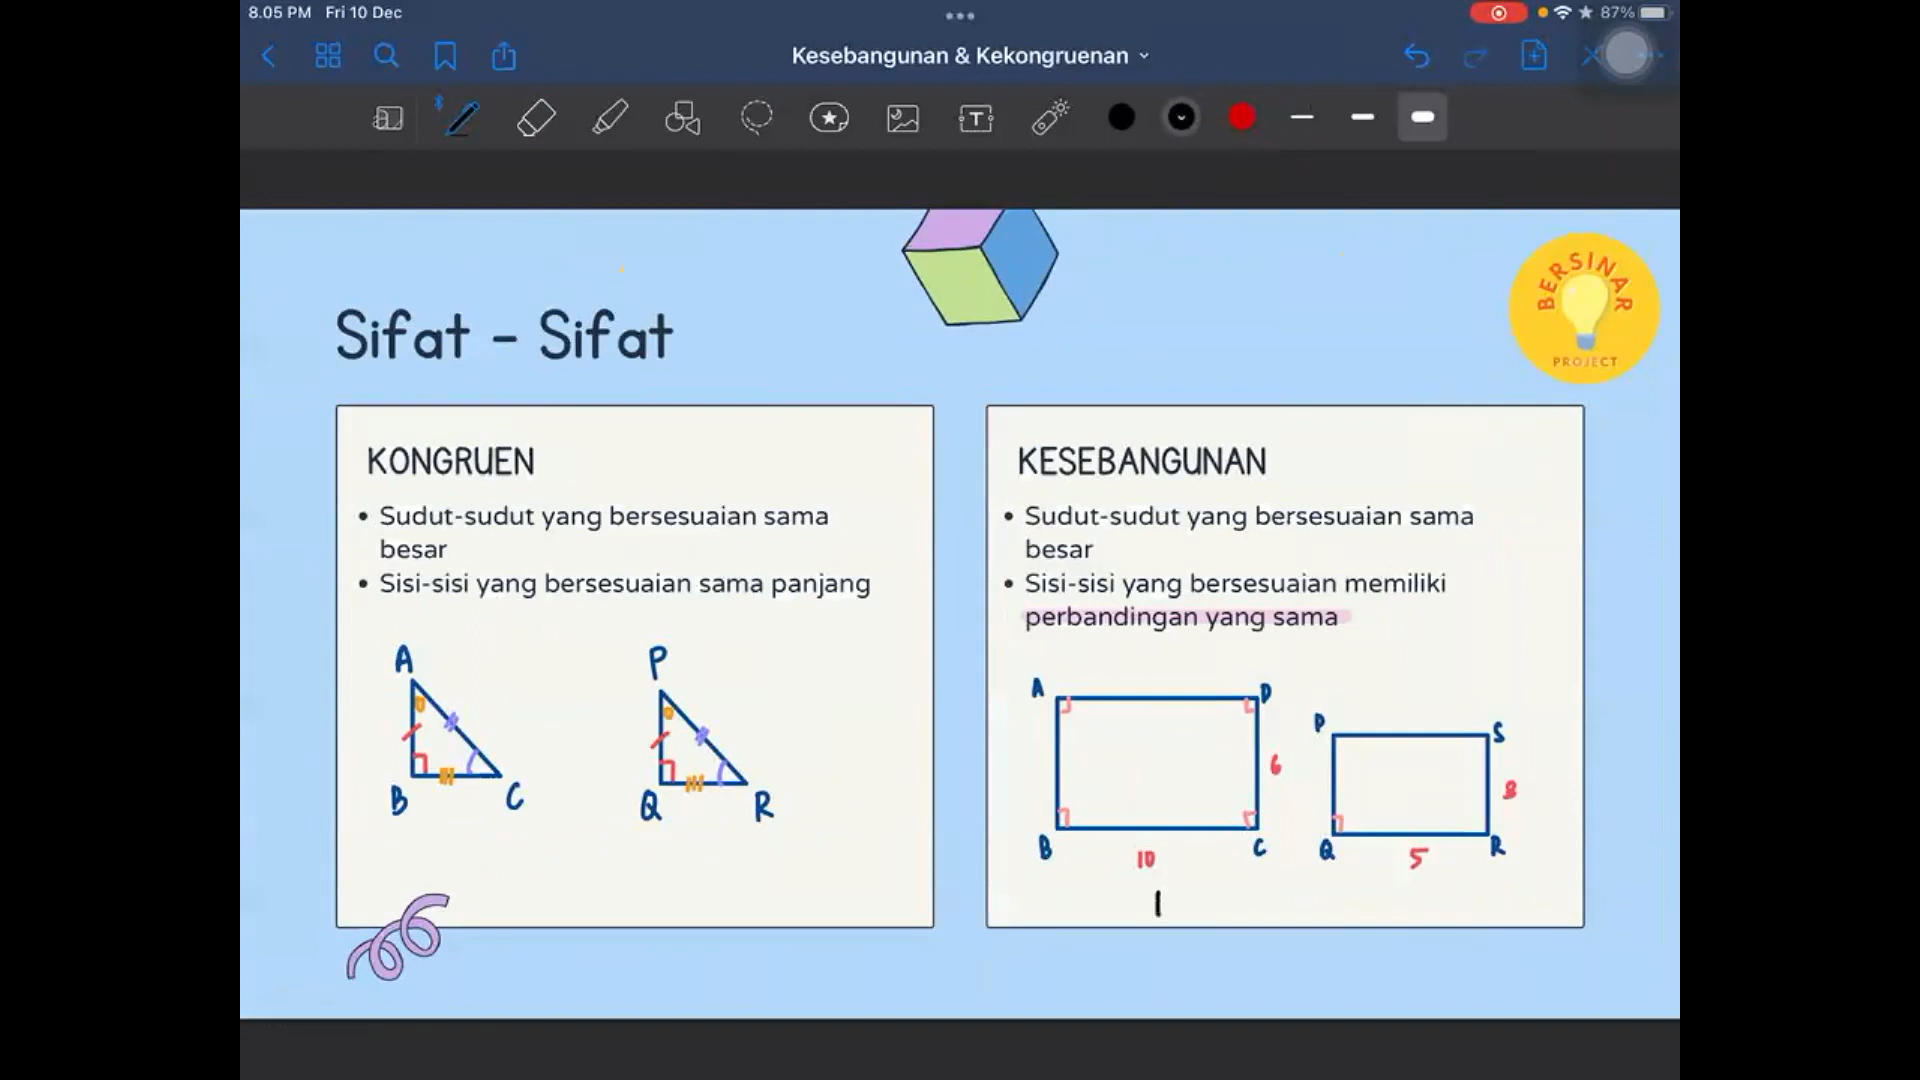 8.05 PM Fri 10 Dec
87%
Kesebangunan & Kekongruenan
T
BERSINAR
PROJECT
Sifat - Sifat
KONGRUEN
• Sudut-sudut yang bersesuaian sama
besar
• Sisi-sisi yang bersesuaian sama panjang
A
B
C
P
Q
R
KESEBANGUNAN
• Sudut-sudut yang bersesuaian sama
besar
• Sisi-sisi yang bersesuaian memiliki
perbandingan yang sama
A
D
6
B
10
C
P
S
Q
5
R
1